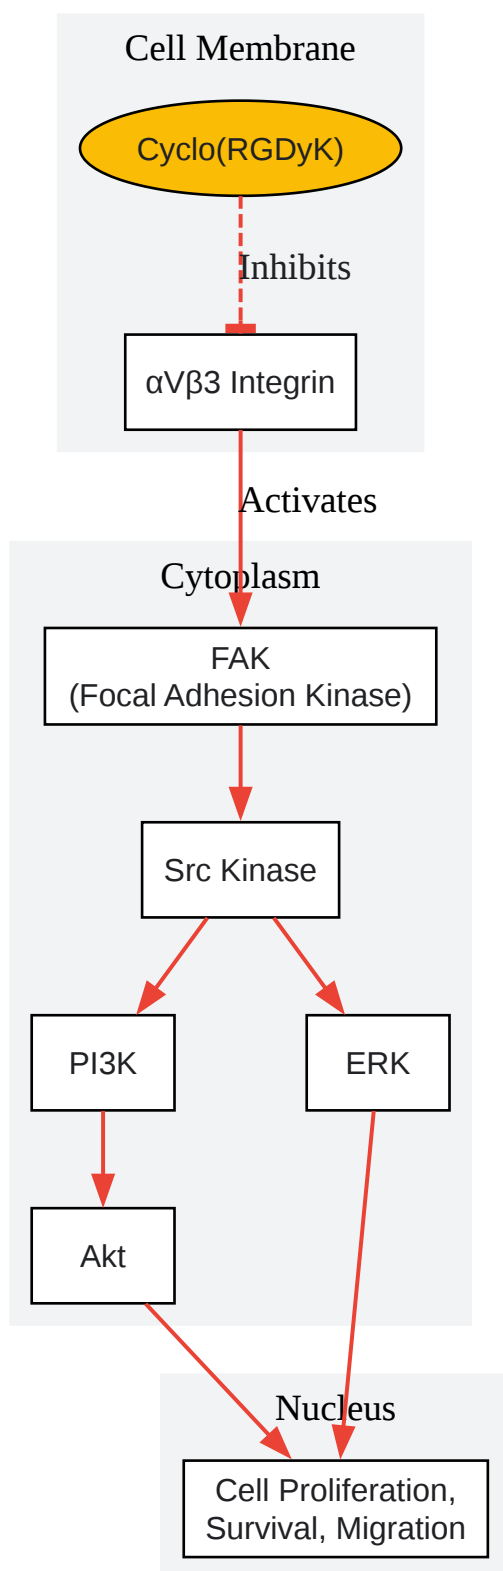 Cell Membrane
Cyclo(RGDyK)
Inhibits
αVβ3 Integrin
Activates
Cytoplasm
FAK
(Focal Adhesion Kinase)
Src Kinase
PI3K
ERK
Akt
Nucleus
Cell Proliferation,
Survival, Migration